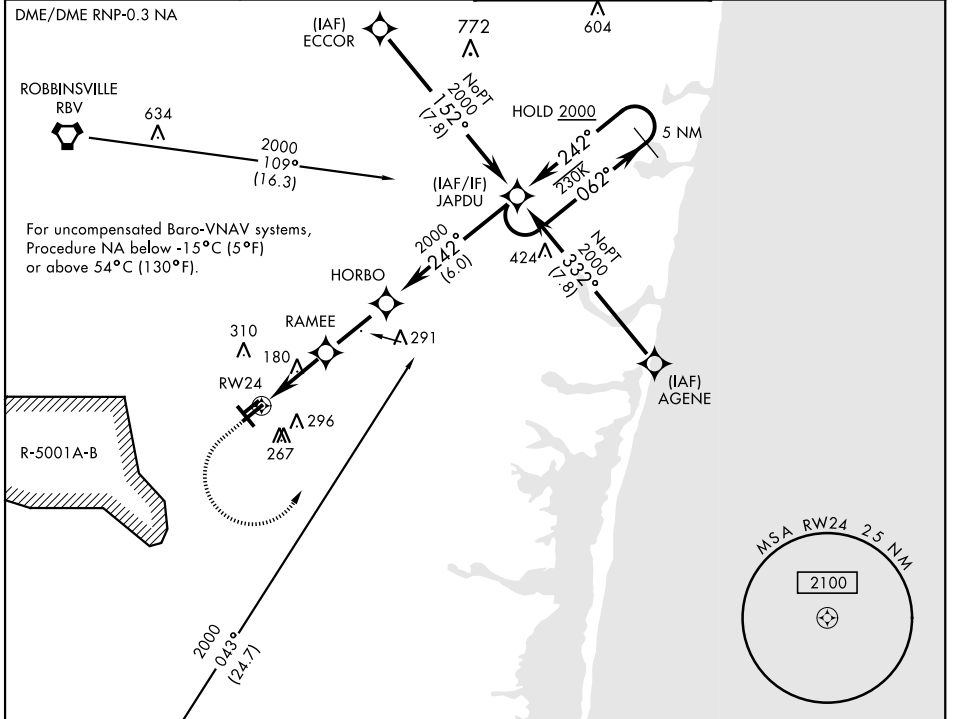 DME/DME RNP-0.3 NA
(IAF)
ECCOR
772
604
NoPT
2000
152°
(7.8)
ROBBINSVILLE
RBV
634
2000
109°
(16.3)
HOLD 2000
5 NM
242°
230K
062°
(IAF/IF)
JAPDU
For uncompensated Baro-VNAV systems,
Procedure NA below -15°C (5°F)
or above 54°C (130°F).
2000
242°
(6.0)
424
NoPT
2000
332°
(7.8)
HORBO
RAMEE
310
180
291
RW24
(IAF)
AGENE
296
267
R-5001A-B
MSA RW24 25 NM
2100
2000
043°
(24.7)